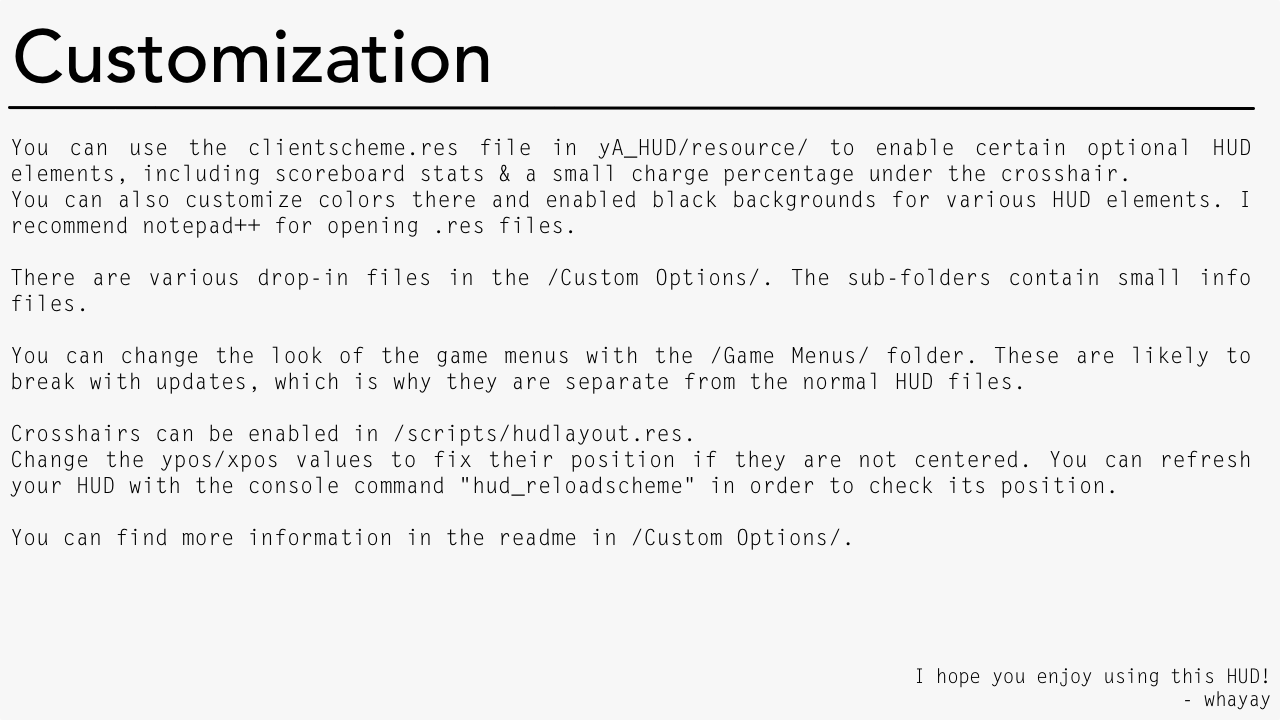 Customization
You can use the clientscheme.res file in yA_HUD/resource/ to enable certain optional HUD
elements, including scoreboard stats & a small charge percentage under the crosshair.
You can also customize colors there and enabled black backgrounds for various HUD elements. I
recommend notepad++ for opening .res files.
There are various drop-in files in the /Custom Options/. The sub-folders contain small info
files.
You can change the look of the game menus with the /Game Menus/ folder. These are likely to
break with updates, which is why they are separate from the normal HUD files.
Crosshairs can be enabled in /scripts/hudlayout.res.
Change the ypos/xpos values to fix their position if they are not centered. You can refresh
your HUD with the console command "hud_reloadscheme" in order to check its position.
You can find more information in the readme in /Custom Options/.
I hope you enjoy using this HUD!
- whayay